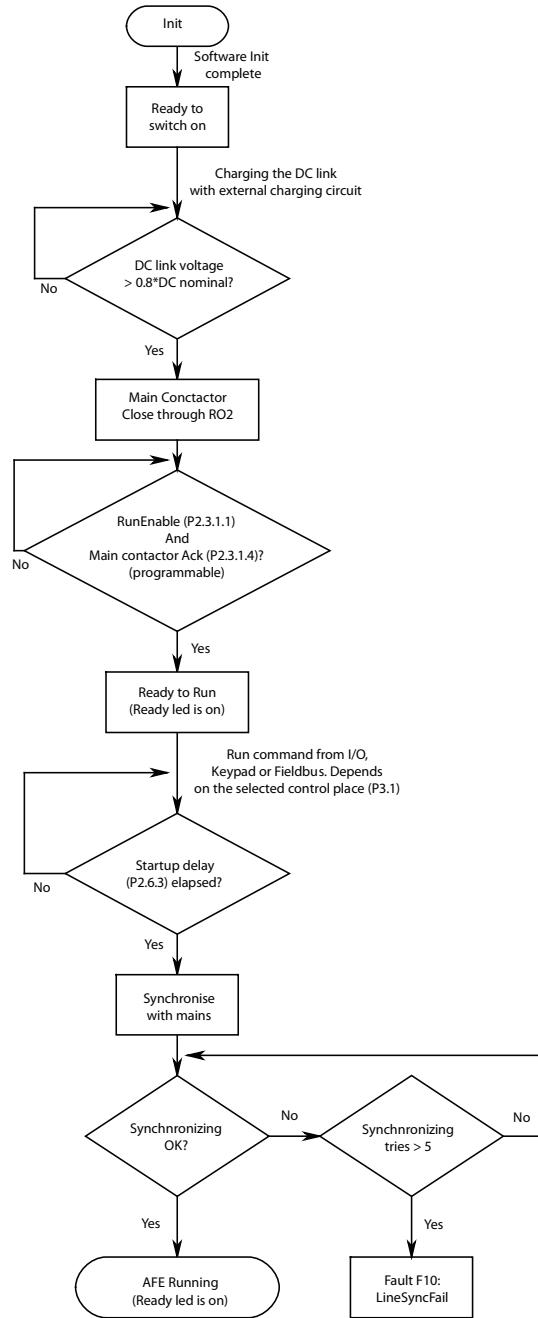 Init
Software Init
complete
Ready to
switch on
Charging the DC link
with external charging circuit
DC link voltage
> 0.8*DC nominal?
No
Yes
Main Conctactor
Close through RO2
RunEnable (P2.3.1.1)
And
Main contactor Ack (P2.3.1.4)?
(programmable)
No
Yes
Ready to Run
(Ready led is on)
Run command from I/O,
Keypad or Fieldbus. Depends
on the selected control place (P3.1)
Startup delay
(P2.6.3) elapsed?
No
Yes
Synchronise
with mains
Synchnronizing
OK?
No
Synchnronizing
tries > 5
No
Yes
Yes
AFE Running
(Ready led is on)
Fault F10:
LineSyncFail